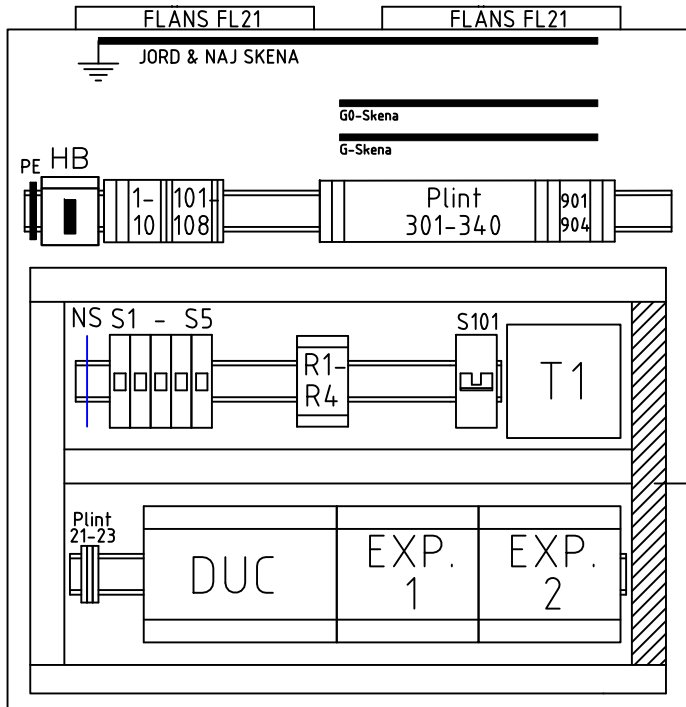 FLÄNS FL21
FLÄNS FL21
JORD & NAJ SKENA
G0-Skena
G-Skena
PE
HB
1-
10
101-
108
Plint
301-340
901
904
NS S1 - S5
S101
R1-
R4
T1
Plint
21-23
DUC
EXP.
1
EXP.
2